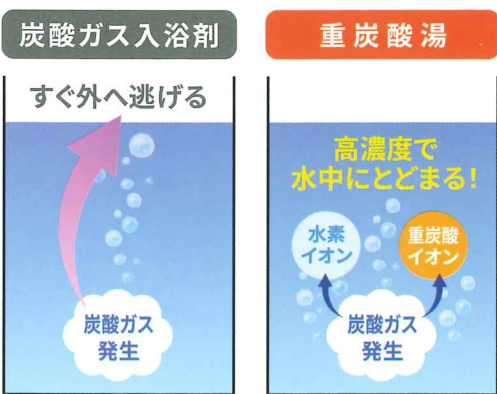 炭酸ガス入浴剤
すぐ外へ逃げる
炭酸ガス
発生
重炭酸湯
高濃度で
水中にとどまる!
水素
イオン
重炭酸
イオン
炭酸ガス
発生